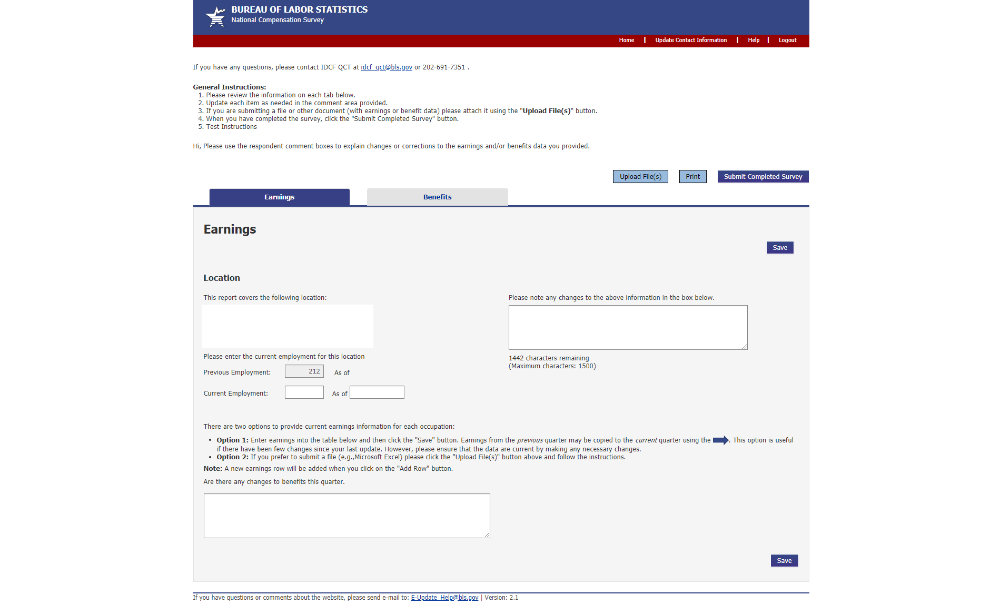 BUREAU OF LABOR STATISTICS
National Compensation Survey
Home | Update Contact Information | Help | Logout
If you have any questions, please contact IDCF QCT at idcf_qct@bls.gov or 202-691-7351 .
General Instructions:
1. Please review the information on each tab below.
2. Update each item as needed in the comment area provided.
3. If you are submitting a file or other document (with earnings or benefit data) please attach it using the "Upload File(s)" button.
4. When you have completed the survey, click the "Submit Completed Survey" button.
5. Test Instructions
Hi, Please use the respondent comment boxes to explain changes or corrections to the earnings and/or benefits data you provided.
Upload File(s) Print Submit Completed Survey
Earnings Benefits
Earnings
Save
Location
This report covers the following location:
Please note any changes to the above information in the box below.
1442 characters remaining
(Maximum characters: 1500)
Please enter the current employment for this location
Previous Employment: 212 As of
Current Employment: As of
There are two options to provide current earnings information for each occupation:
• Option 1: Enter earnings into the table below and then click the "Save" button. Earnings from the previous quarter may be copied to the current quarter using the . This option is useful
if there have been few changes since your last update. However, please ensure that the data are current by making any necessary changes.
• Option 2: If you prefer to submit a file (e.g.,Microsoft Excel) please click the "Upload File(s)" button above and follow the instructions.
Note: A new earnings row will be added when you click on the "Add Row" button.
Are there any changes to benefits this quarter.
Save
If you have questions or comments about the website, please send e-mail to: E-Update_Help@bls.gov | Version: 2.1